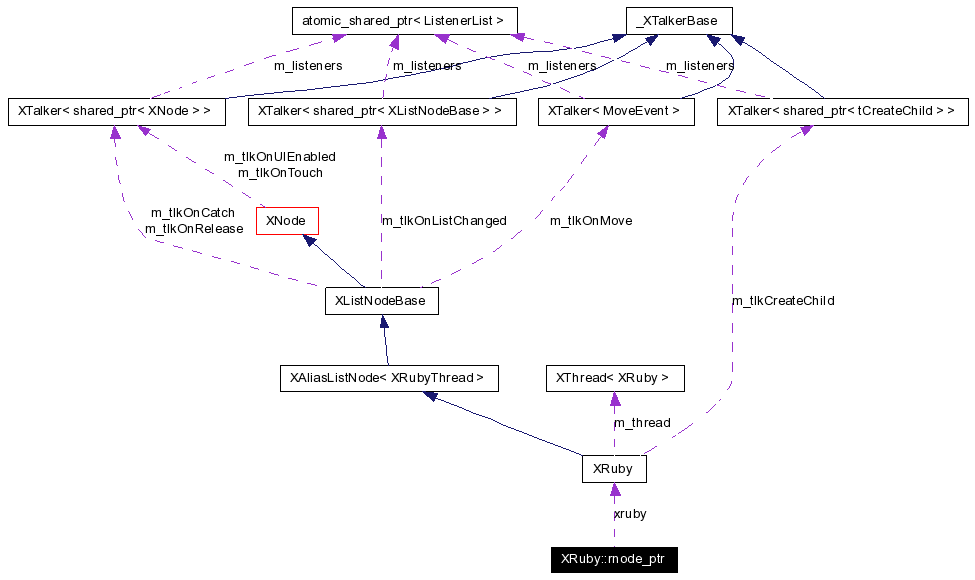 atomic_shared_ptr< ListenerList >
_XTalkerBase
m_listeners
m_listeners
m_listeners
m_listeners
XTalker< shared_ptr< XNode > >
XTalker< shared_ptr< XListNodeBase > >
XTalker< MoveEvent >
XTalker< shared_ptr< tCreateChild > >
m_tlkOnUIEnabled
m_tlkOnTouch
m_tlkOnCatch
m_tlkOnRelease
XNode
m_tlkOnListChanged
m_tlkOnMove
XListNodeBase
m_tlkCreateChild
XAliasListNode< XRubyThread >
XThread< XRuby >
m_thread
XRuby
xruby
XRuby::rnode_ptr